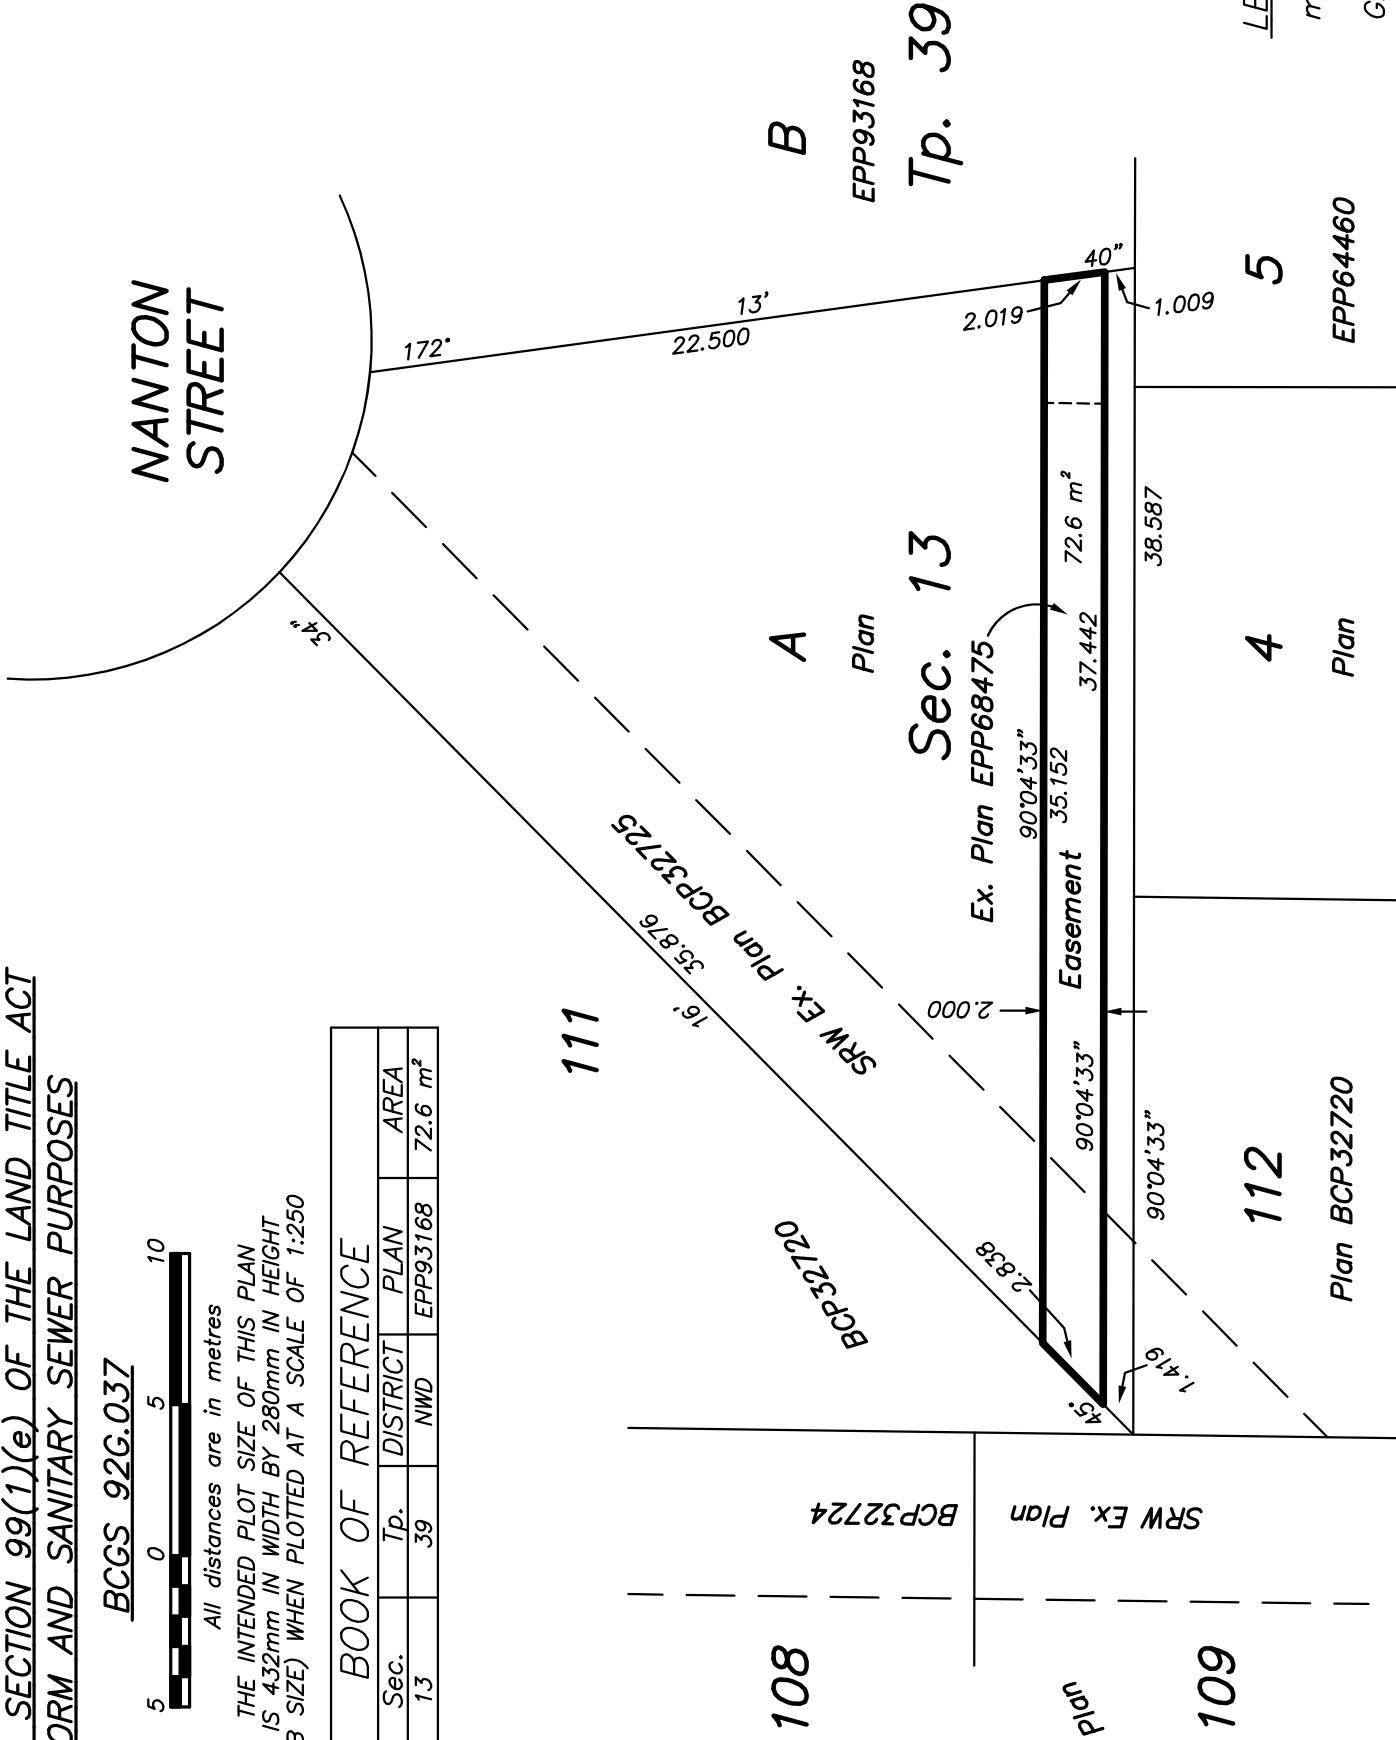 SECTION 99(1)(e) OF THE LAND TITLE ACT
ORM AND SANITARY SEWER PURPOSES
BCGS 92G.037
5 0 5 10
All distances are in metres
THE INTENDED PLOT SIZE OF THIS PLAN
IS 432mm IN WIDTH BY 280mm IN HEIGHT
B SIZE) WHEN PLOTTED AT A SCALE OF 1:250
BOOK OF REFERENCE
Sec. Tp. DISTRICT PLAN AREA
13 39 NWD EPP93168 72.6 m²
NANTON
STREET
172°
13'
40"
22.500
34"
16'
45°
35.876
SRW Ex. Plan BCP32725
111
BCP32720
A
Plan
B
EPP93168
Sec. 13
Tp. 39
Ex. Plan EPP68475
90°04'33"
35.152
Easement
72.6 m²
37.442
90°04'33"
2.000
2.019
1.009
2.838
1.419
90°04'33"
38.587
108
109
Plan
BCP32724
SRW Ex. Plan
112
Plan BCP32720
4
Plan
5
EPP64460
LE
m
G